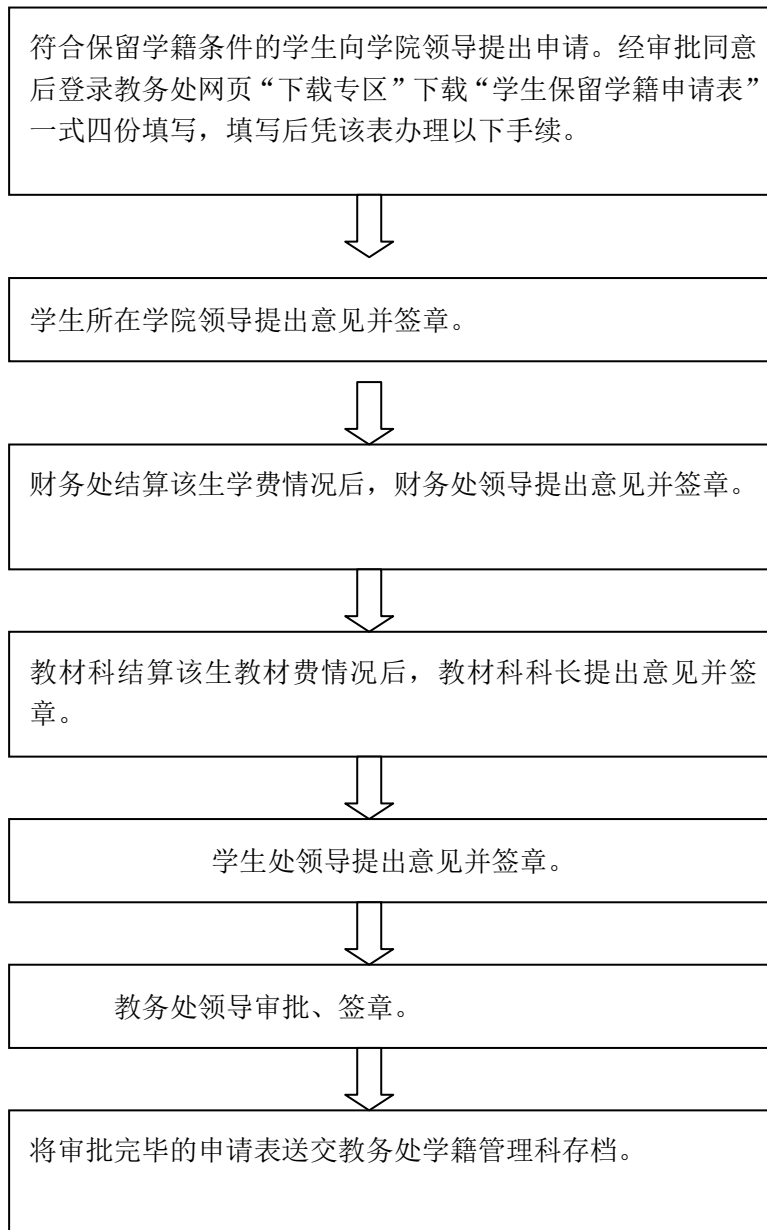 符合保留学籍条件的学生向学院领导提出申请。经审批同意
后登录教务处网页“下载专区”下载“学生保留学籍申请表”
一式四份填写，填写后凭该表办理以下手续。
学生所在学院领导提出意见并签章。
财务处结算该生学费情况后，财务处领导提出意见并签章。
教材科结算该生教材费情况后，教材科科长提出意见并签
章。
学生处领导提出意见并签章。
教务处领导审批、签章。
将审批完毕的申请表送交教务处学籍管理科存档。